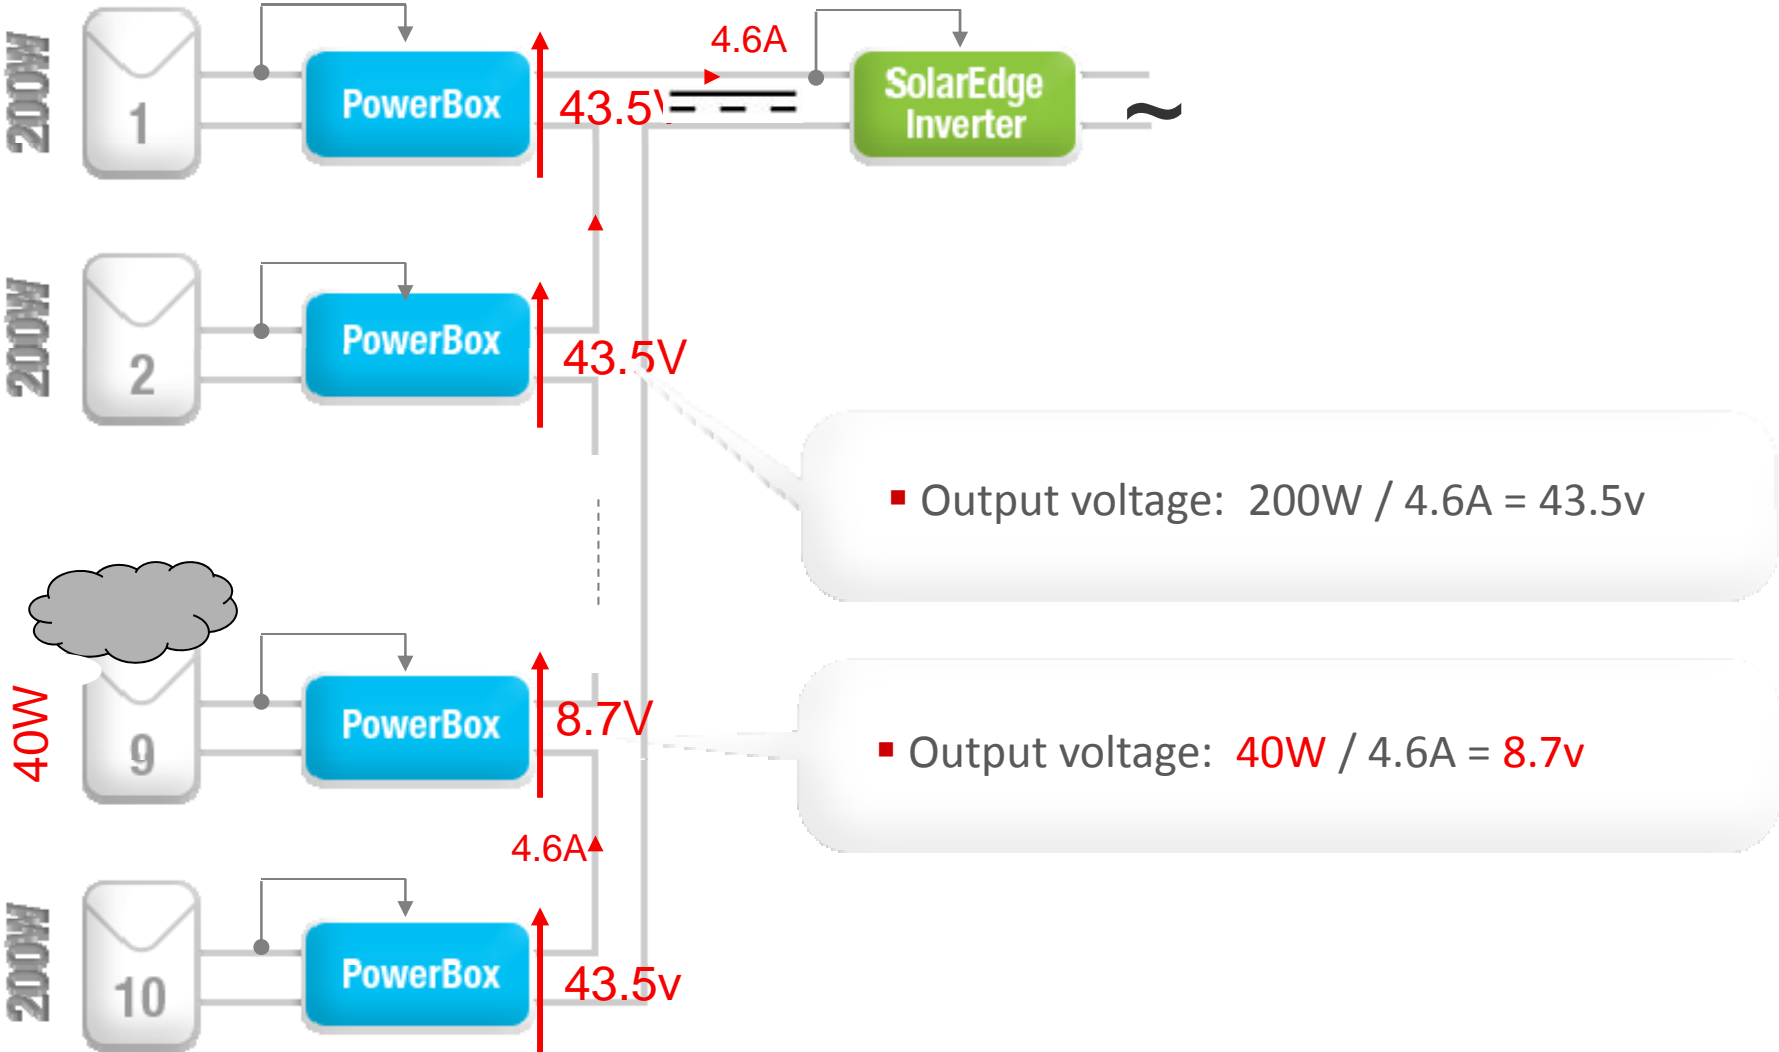 200W
1
PowerBox
43.5V
4.6A
SolarEdge
Inverter
~
200W
2
PowerBox
43.5V
▪ Output voltage: 200W / 4.6A = 43.5v
40W
9
PowerBox
8.7V
▪ Output voltage: 40W / 4.6A = 8.7v
4.6A
200W
10
PowerBox
43.5v